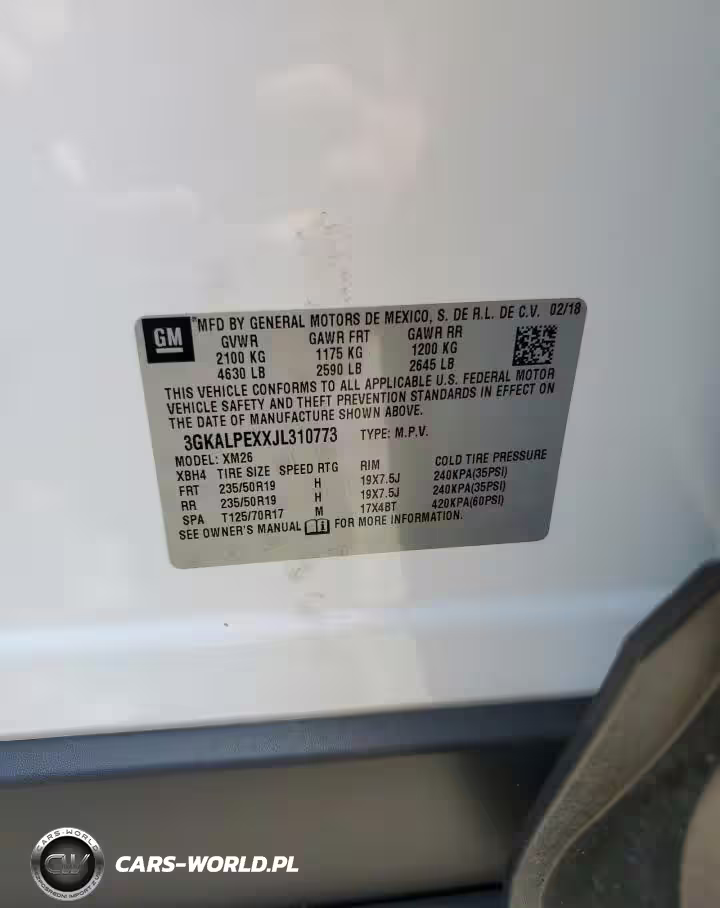 GM
MFD BY GENERAL MOTORS DE MEXICO, S. DE R.L. DE C.V. 02/18
GVWR GAWR FRT GAWR RR
2100 KG 1175 KG 1200 KG
4630 LB 2590 LB 2645 LB
THIS VEHICLE CONFORMS TO ALL APPLICABLE U.S. FEDERAL MOTOR
VEHICLE SAFETY AND THEFT PREVENTION STANDARDS IN EFFECT ON
THE DATE OF MANUFACTURE SHOWN ABOVE.
3GKALPEXXJL310773 TYPE: M.P.V.
MODEL: XM26
XBH4 TIRE SIZE SPEED RTG RIM COLD TIRE PRESSURE
FRT 235/50R19 H 19X7.5J 240KPA(35PSI)
RR 235/50R19 H 19X7.5J 240KPA(35PSI)
SPA T125/70R17 M 17X4BT 420KPA(60PSI)
SEE OWNER'S MANUAL FOR MORE INFORMATION.
CARS-WORLD
CW
CARS-WORLD.PL